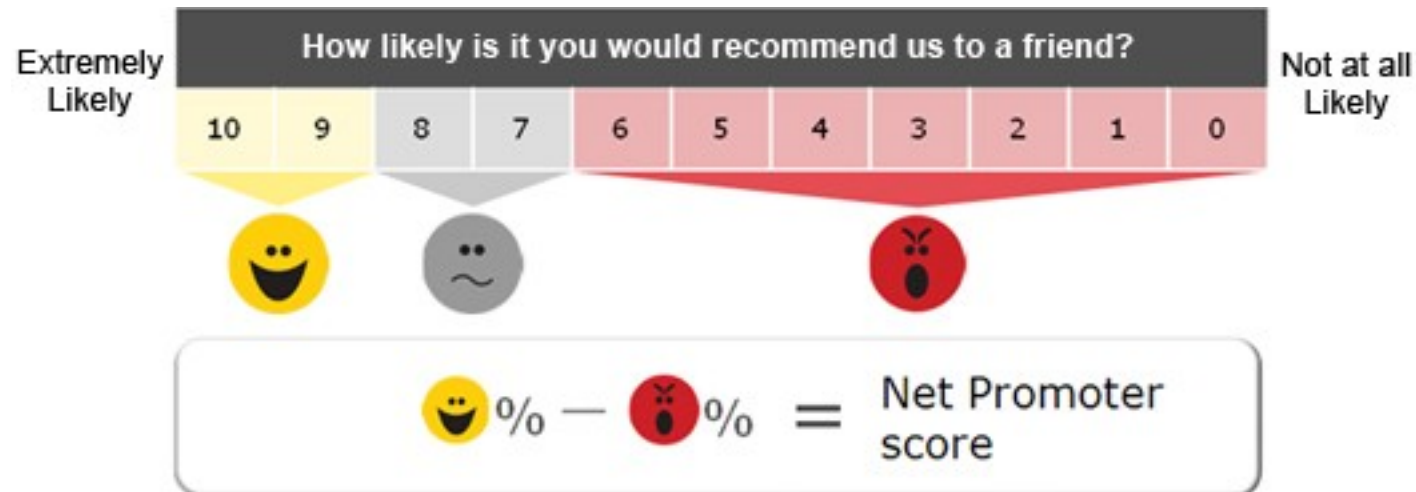 How likely is it you would recommend us to a friend?
Extremely
Likely
Not at all
Likely
10 9 8 7 6 5 4 3 2 1 0
% — % = Net Promoter
score